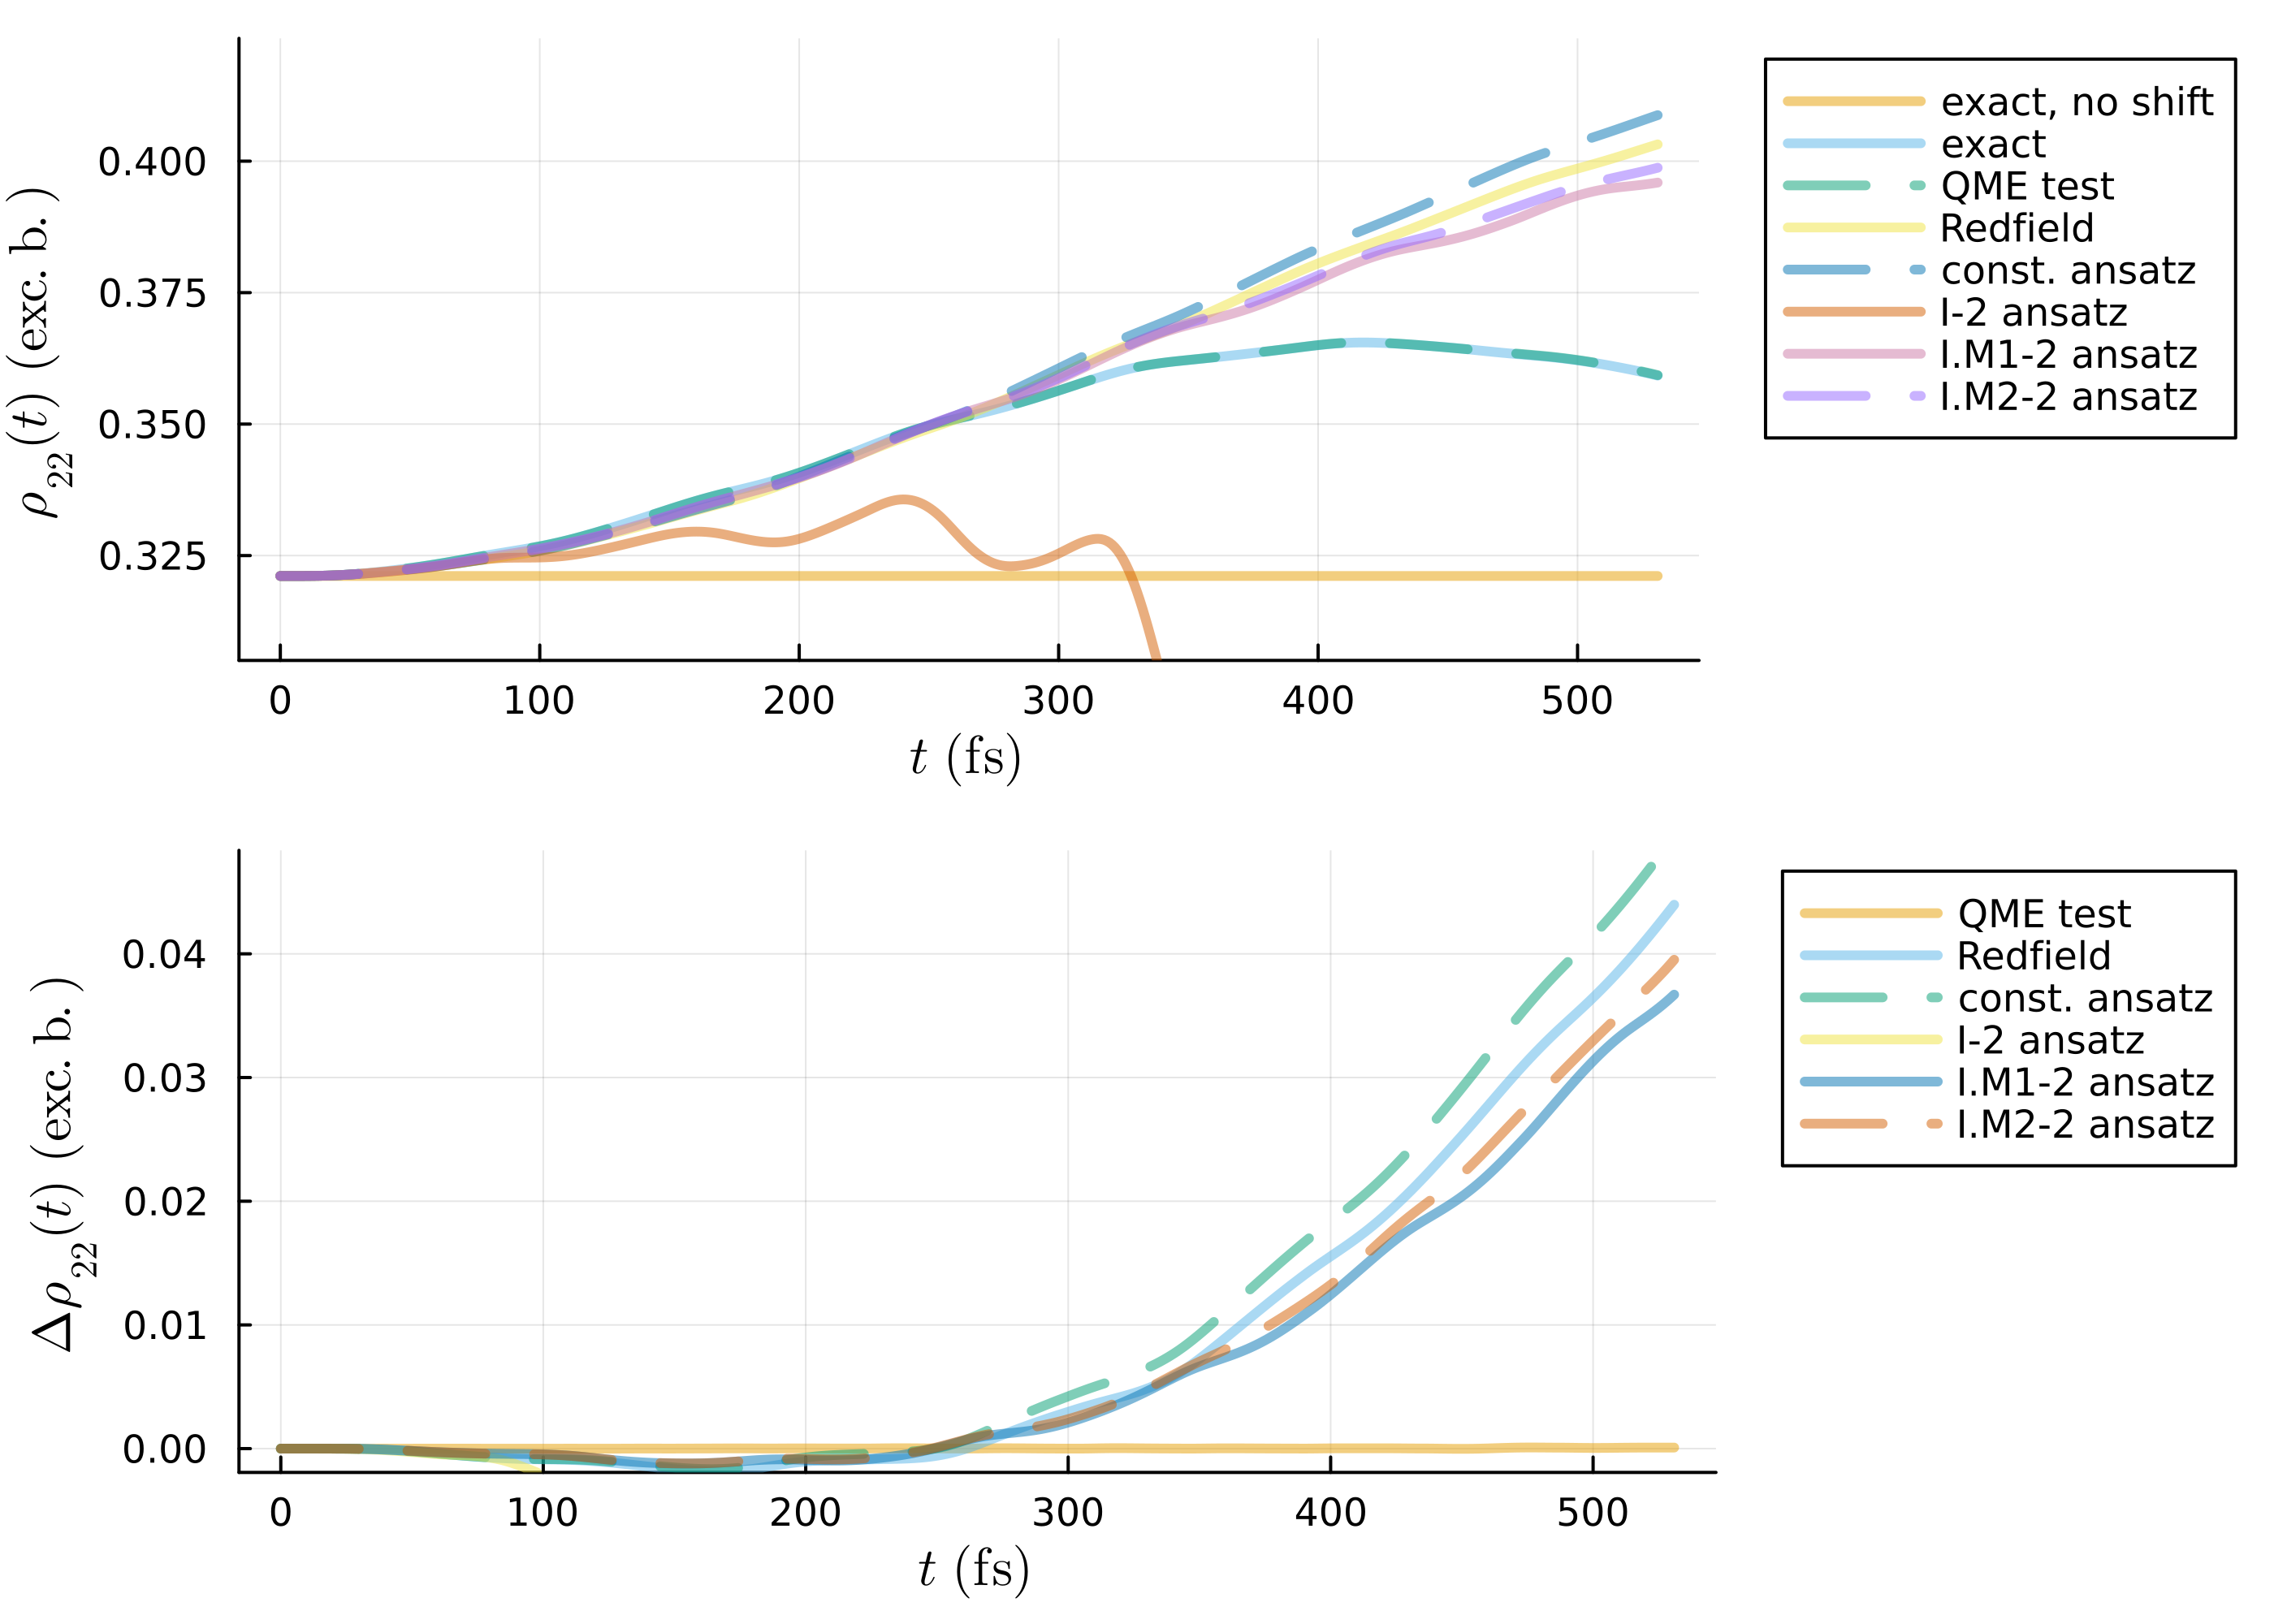 ρ22(t) (exc. b. )
0.400
0.375
0.350
0.325
0 100 200 300 400 500
t (fs)
exact, no shift
exact
QME test
Redfield
const. ansatz
I-2 ansatz
I.M1-2 ansatz
I.M2-2 ansatz
Δρ22(t) (exc. b. )
0.04
0.03
0.02
0.01
0.00
0 100 200 300 400 500
t (fs)
QME test
Redfield
const. ansatz
I-2 ansatz
I.M1-2 ansatz
I.M2-2 ansatz